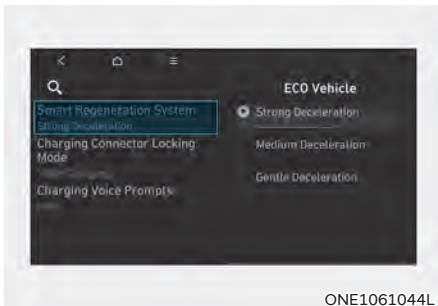 ECO Vehicle
Smart Regeneration System
Strong Deceleration
Charging Connector Locking
Mode
Charging Voice Prompts
Strong Deceleration
Medium Deceleration
Gentle Deceleration
ONE1061044L